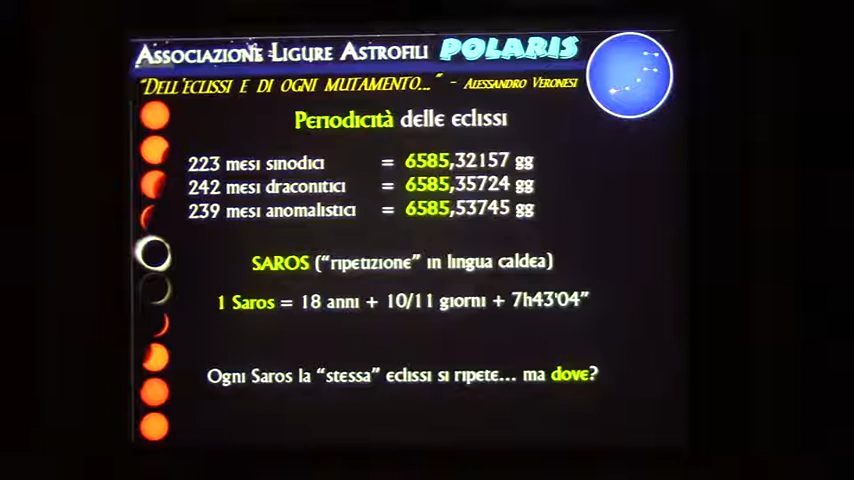 ASSOCIAZIONE LIGURE ASTROFILI POLARIS
"DELL'ECLISSI E DI OGNI MUTAMENTO..." - ALESSANDRO VERONESI
Periodicità delle eclissi
223 mesi sinodici = 6585,32157 gg
242 mesi draconitici = 6585,35724 gg
239 mesi anomalistici = 6585,53745 gg
SAROS ("ripetizione" in lingua caldea)
1 Saros = 18 anni + 10/11 giorni + 7h43'04"
Ogni Saros la "stessa" eclissi si ripete... ma dove?